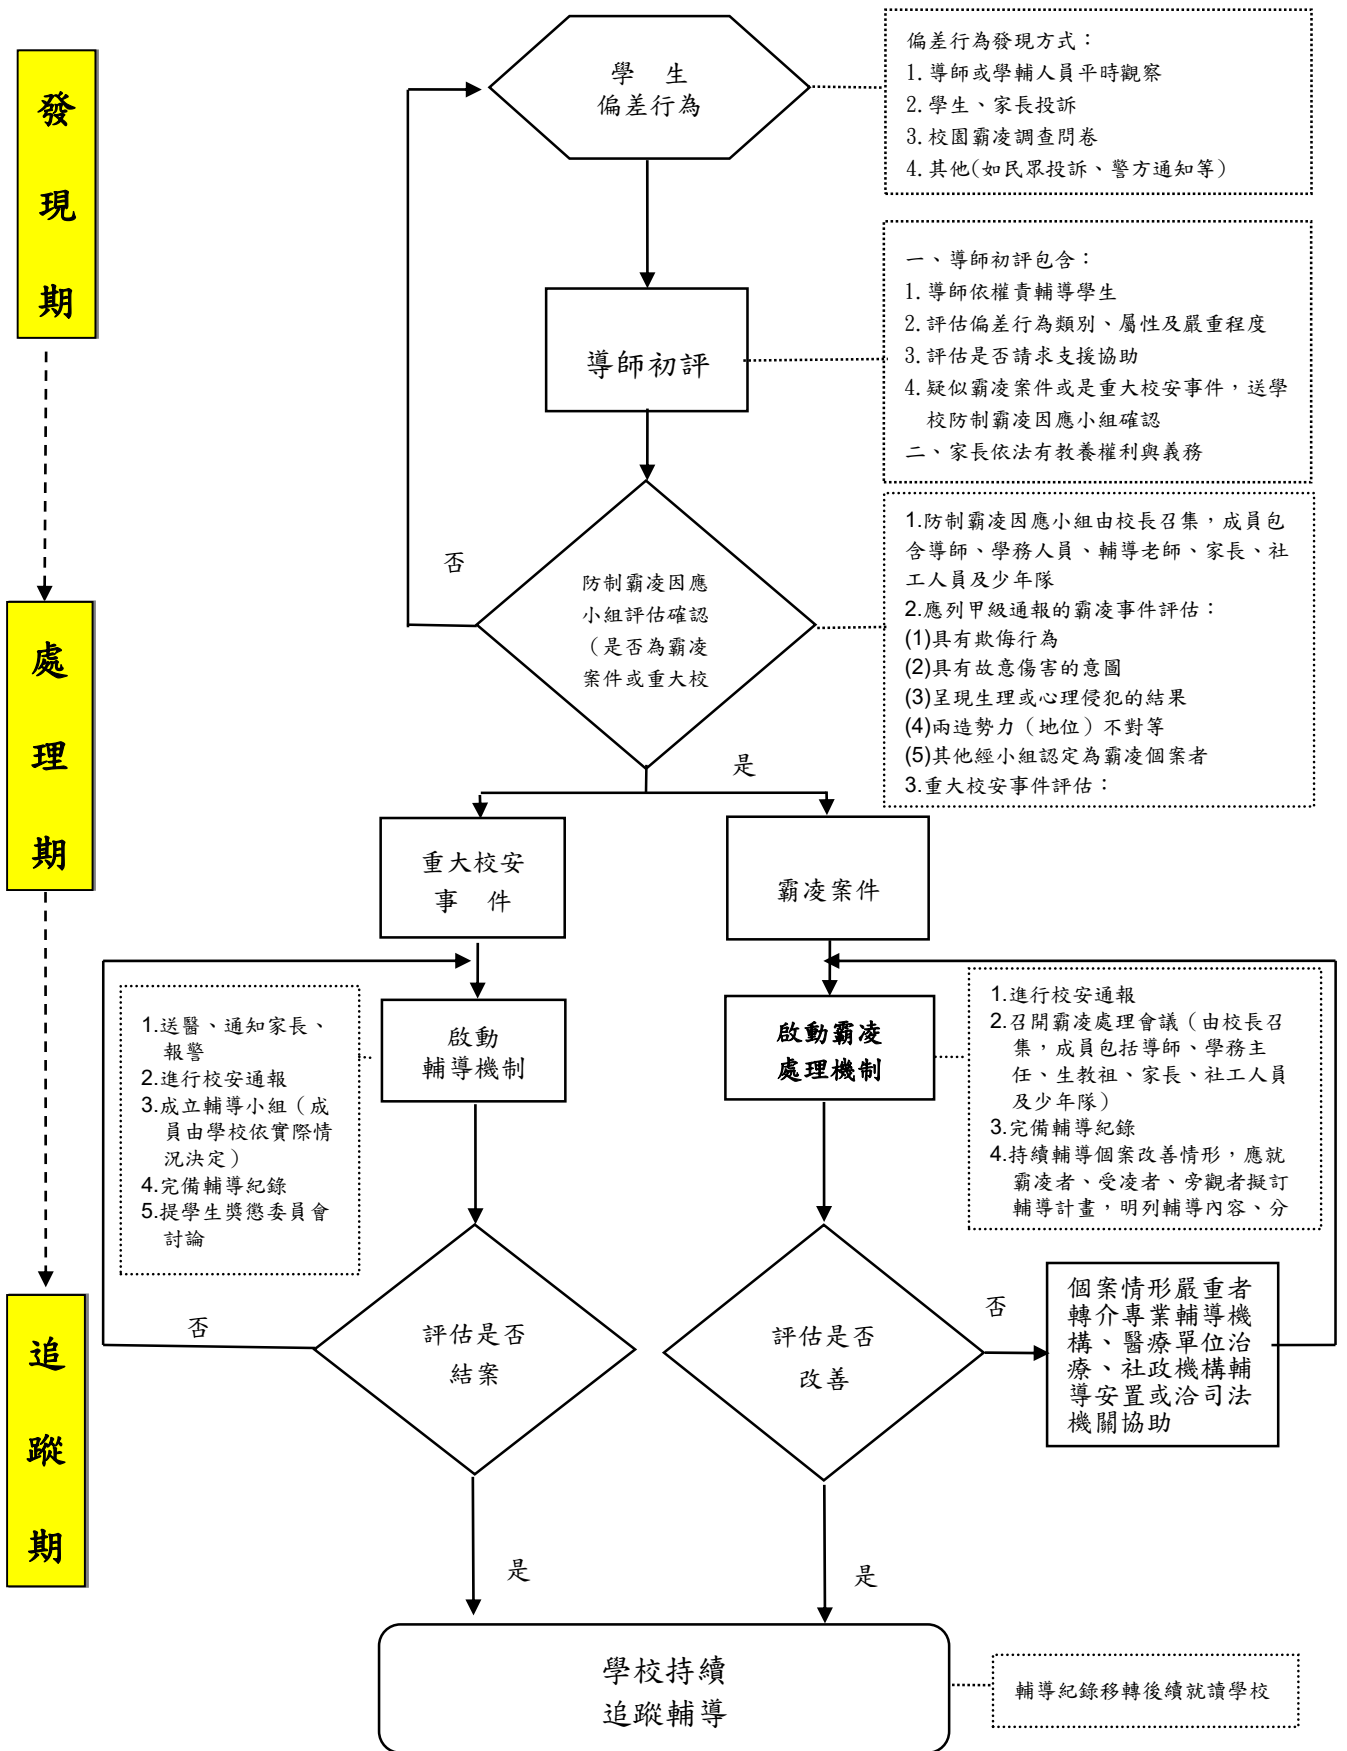 發
現
期
處
理
期
追
蹤
期
學 生
偏差行為
偏差行為發現方式：
1.導師或學輔人員平時觀察
2.學生、家長投訴
3.校園霸凌調查問卷
4.其他(如民眾投訴、警方通知等)
導師初評
一、導師初評包含：
1.導師依權責輔導學生
2.評估偏差行為類別、屬性及嚴重程度
3.評估是否請求支援協助
4.疑似霸凌案件或是重大校安事件，送學
校防制霸凌因應小組確認
二、家長依法有教養權利與義務
否
防制霸凌因應
小組評估確認
（是否為霸凌
案件或重大校
1.防制霸凌因應小組由校長召集，成員包
含導師、學務人員、輔導老師、家長、社
工人員及少年隊
2.應列甲級通報的霸凌事件評估：
(1)具有欺侮行為
(2)具有故意傷害的意圖
(3)呈現生理或心理侵犯的結果
(4)兩造勢力（地位）不對等
(5)其他經小組認定為霸凌個案者
3.重大校安事件評估：
是
重大校安
事 件
霸凌案件
1.送醫、通知家長、
報警
2.進行校安通報
3.成立輔導小組（成
員由學校依實際情
況決定）
4.完備輔導紀錄
5.提學生獎懲委員會
討論
啟動
輔導機制
啟動霸凌
處理機制
1.進行校安通報
2.召開霸凌處理會議（由校長召
集，成員包括導師、學務主
任、生教祖、家長、社工人員
及少年隊）
3.完備輔導紀錄
4.持續輔導個案改善情形，應就
霸凌者、受凌者、旁觀者擬訂
輔導計畫，明列輔導內容、分
否
評估是否
結案
評估是否
改善
否
個案情形嚴重者
轉介專業輔導機
構、醫療單位治
療、社政機構輔
導安置或洽司法
機關協助
是
是
學校持續
追蹤輔導
輔導紀錄移轉後續就讀學校